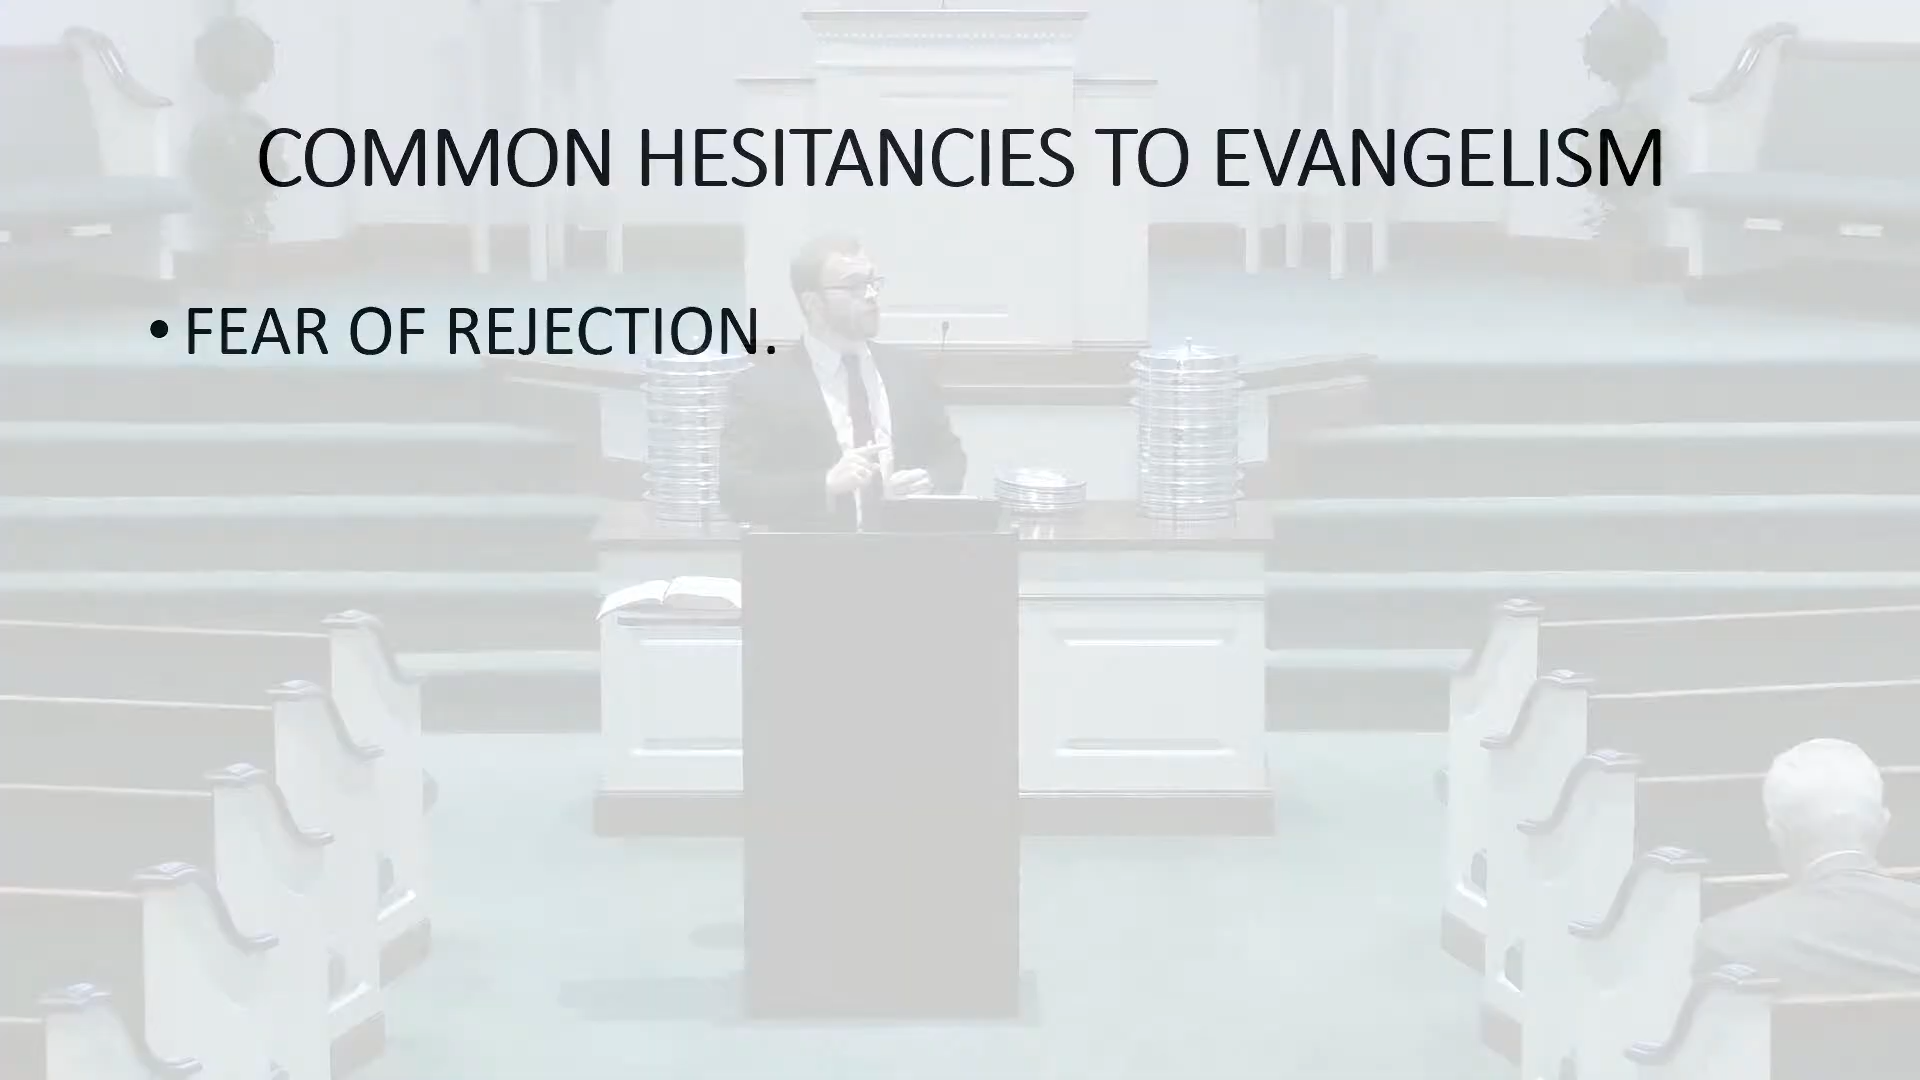 COMMON HESITANCIES TO EVANGELISM
• FEAR OF REJECTION.